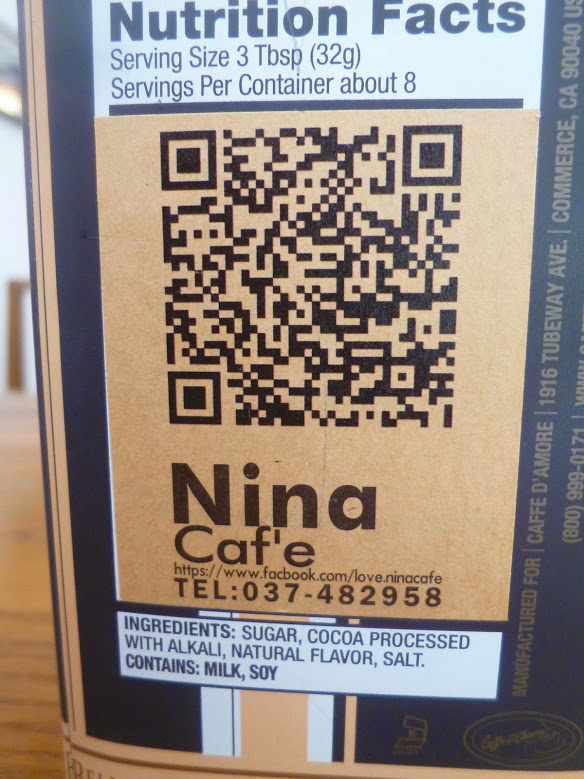 Nutrition Facts
Serving Size 3 Tbsp (32g)
Servings Per Container about 8
Nina
Caf'e
https://www.facbook.com/love.ninacafe
TEL:037-482958
INGREDIENTS: SUGAR, COCOA PROCESSED
WITH ALKALI, NATURAL FLAVOR, SALT.
CONTAINS: MILK, SOY
MANUFACTURED FOR | CAFFE D'AMORE | 1916 TUBEWAY AVE. | COMMERCE, CA 90040 US
(800) 999-0171 |